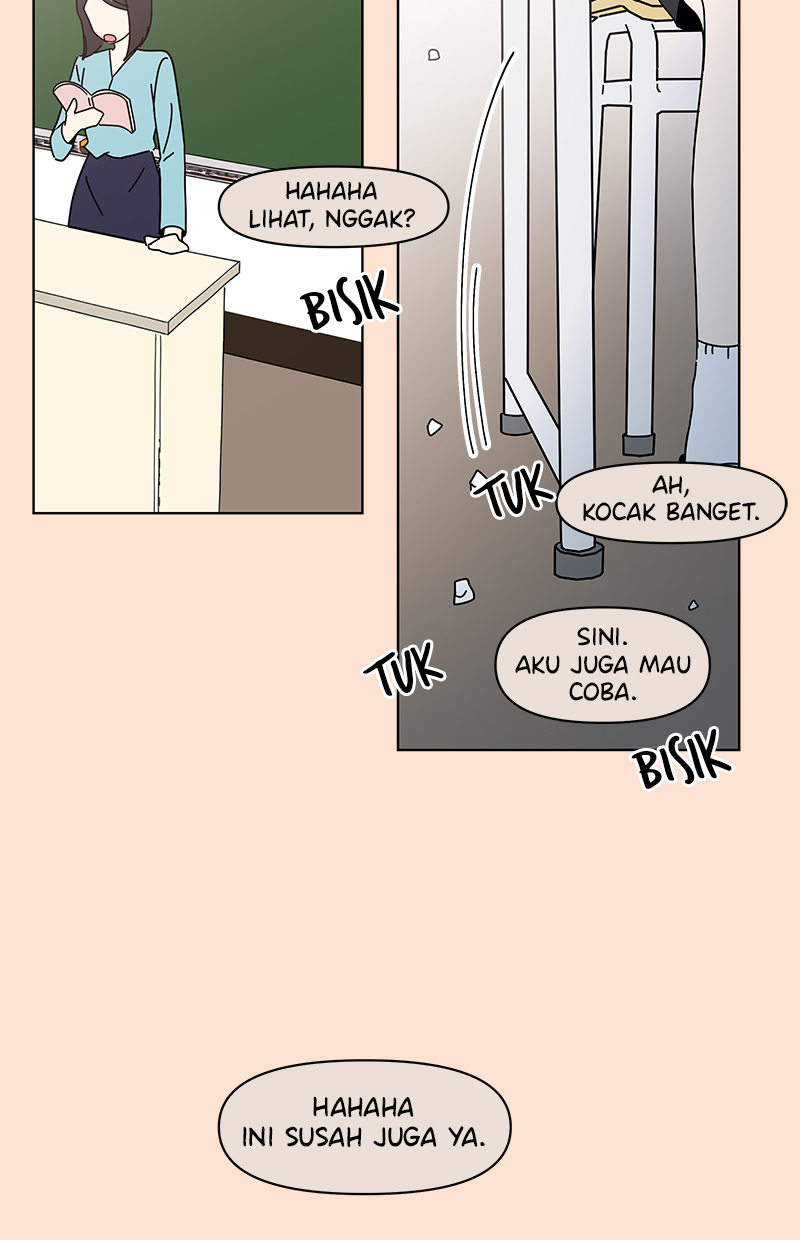 HAHAHA
LIHAT, NGGAK?
BISIK
TUK
AH,
KOCAK BANGET.
SINI.
AKU JUGA MAU
COBA.
TUK
BISIK
HAHAHA
INI SUSAH JUGA YA.